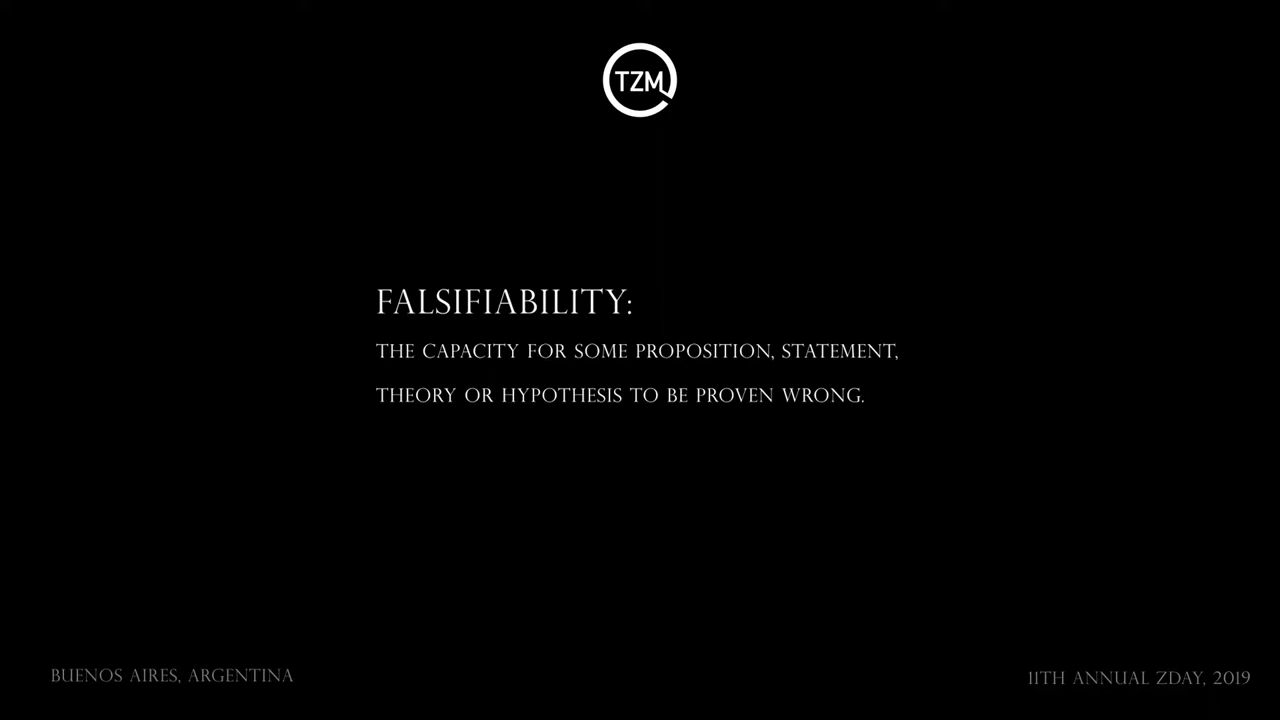 TZM
FALSIFIABILITY:
THE CAPACITY FOR SOME PROPOSITION, STATEMENT,
THEORY OR HYPOTHESIS TO BE PROVEN WRONG.
BUENOS AIRES, ARGENTINA
11TH ANNUAL ZDAY, 2019